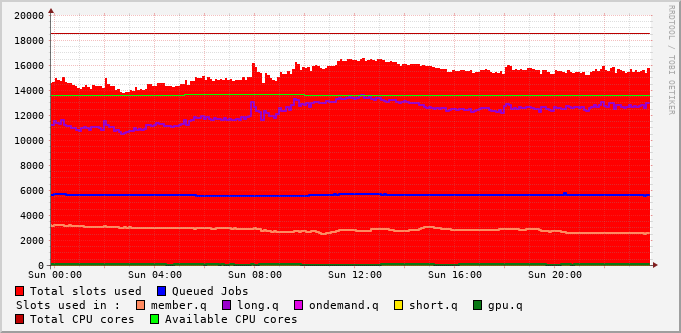 RRDTOOL / TOBI OETIKER
20000
18000
16000
14000
12000
10000
8000
6000
4000
2000
0
Sun 00:00 Sun 04:00 Sun 08:00 Sun 12:00 Sun 16:00 Sun 20:00
Total slots used Queued Jobs
Slots used in : member.q long.q ondemand.q short.q gpu.q
Total CPU cores Available CPU cores